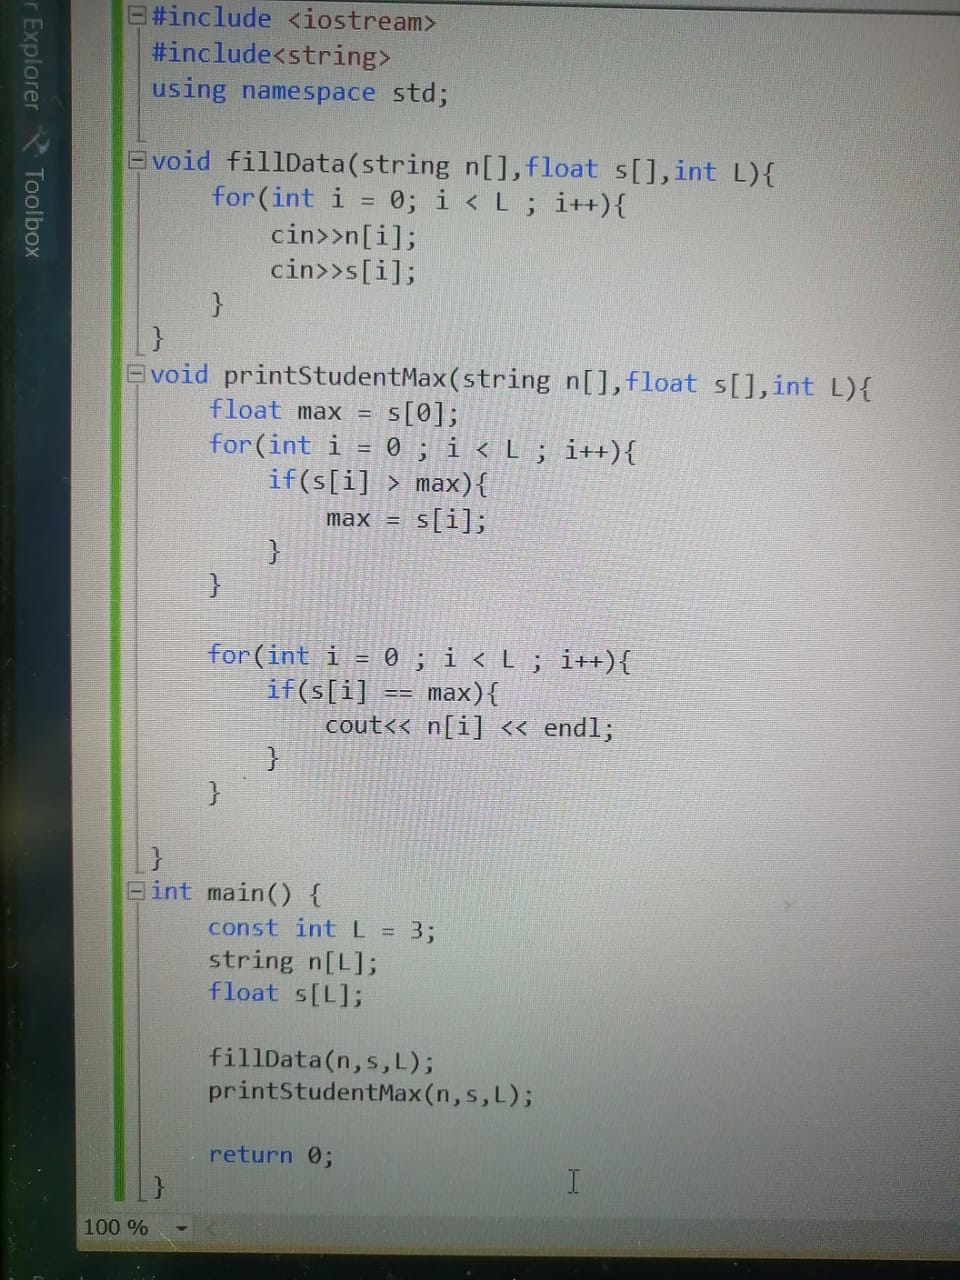 r Explorer
Toolbox
#include <iostream>
#include<string>
using namespace std;
void fillData(string n[],float s[],int L){
for(int i = 0; i < L ; i++){
cin>>n[i];
cin>>s[i];
}
}
void printStudentMax(string n[],float s[],int L){
float max = s[0];
for(int i = 0 ; i < L ; i++){
if(s[i] > max){
max = s[i];
}
}
for(int i = 0 ; i < L ; i++){
if(s[i] == max){
cout<< n[i] << endl;
}
}
}
int main() {
const int L = 3;
string n[L];
float s[L];
fillData(n,s,L);
printStudentMax(n,s,L);
return 0;
}
100 %